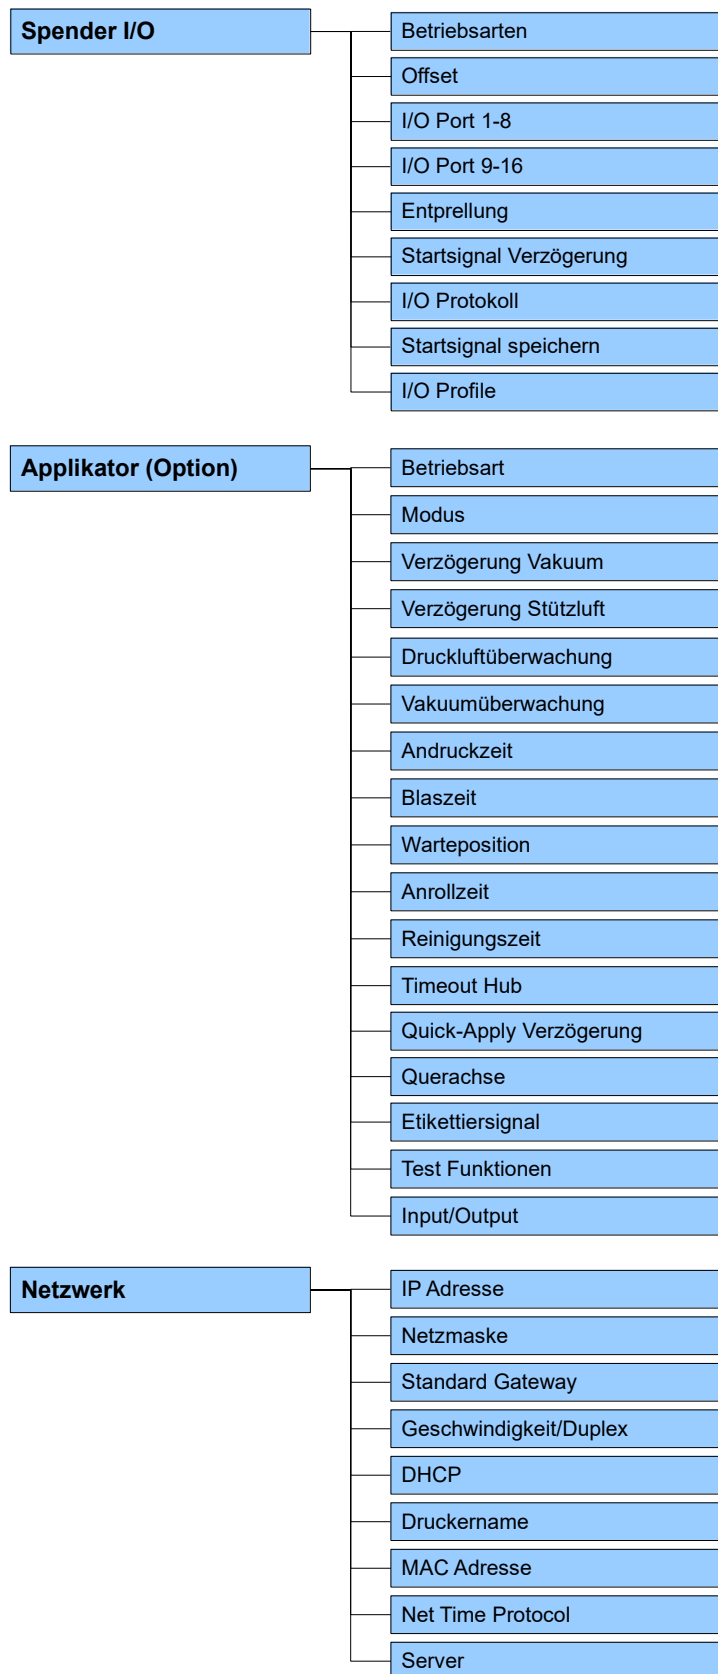 Spender I/O
Betriebsarten
Offset
I/O Port 1-8
I/O Port 9-16
Entprellung
Startsignal Verzögerung
I/O Protokoll
Startsignal speichern
I/O Profile
Applikator (Option)
Betriebsart
Modus
Verzögerung Vakuum
Verzögerung Stützluft
Druckluftüberwachung
Vakuumüberwachung
Andruckzeit
Blaszeit
Warteposition
Anrollzeit
Reinigungszeit
Timeout Hub
Quick-Apply Verzögerung
Querachse
Etikettiersignal
Test Funktionen
Input/Output
Netzwerk
IP Adresse
Netzmaske
Standard Gateway
Geschwindigkeit/Duplex
DHCP
Druckername
MAC Adresse
Net Time Protocol
Server